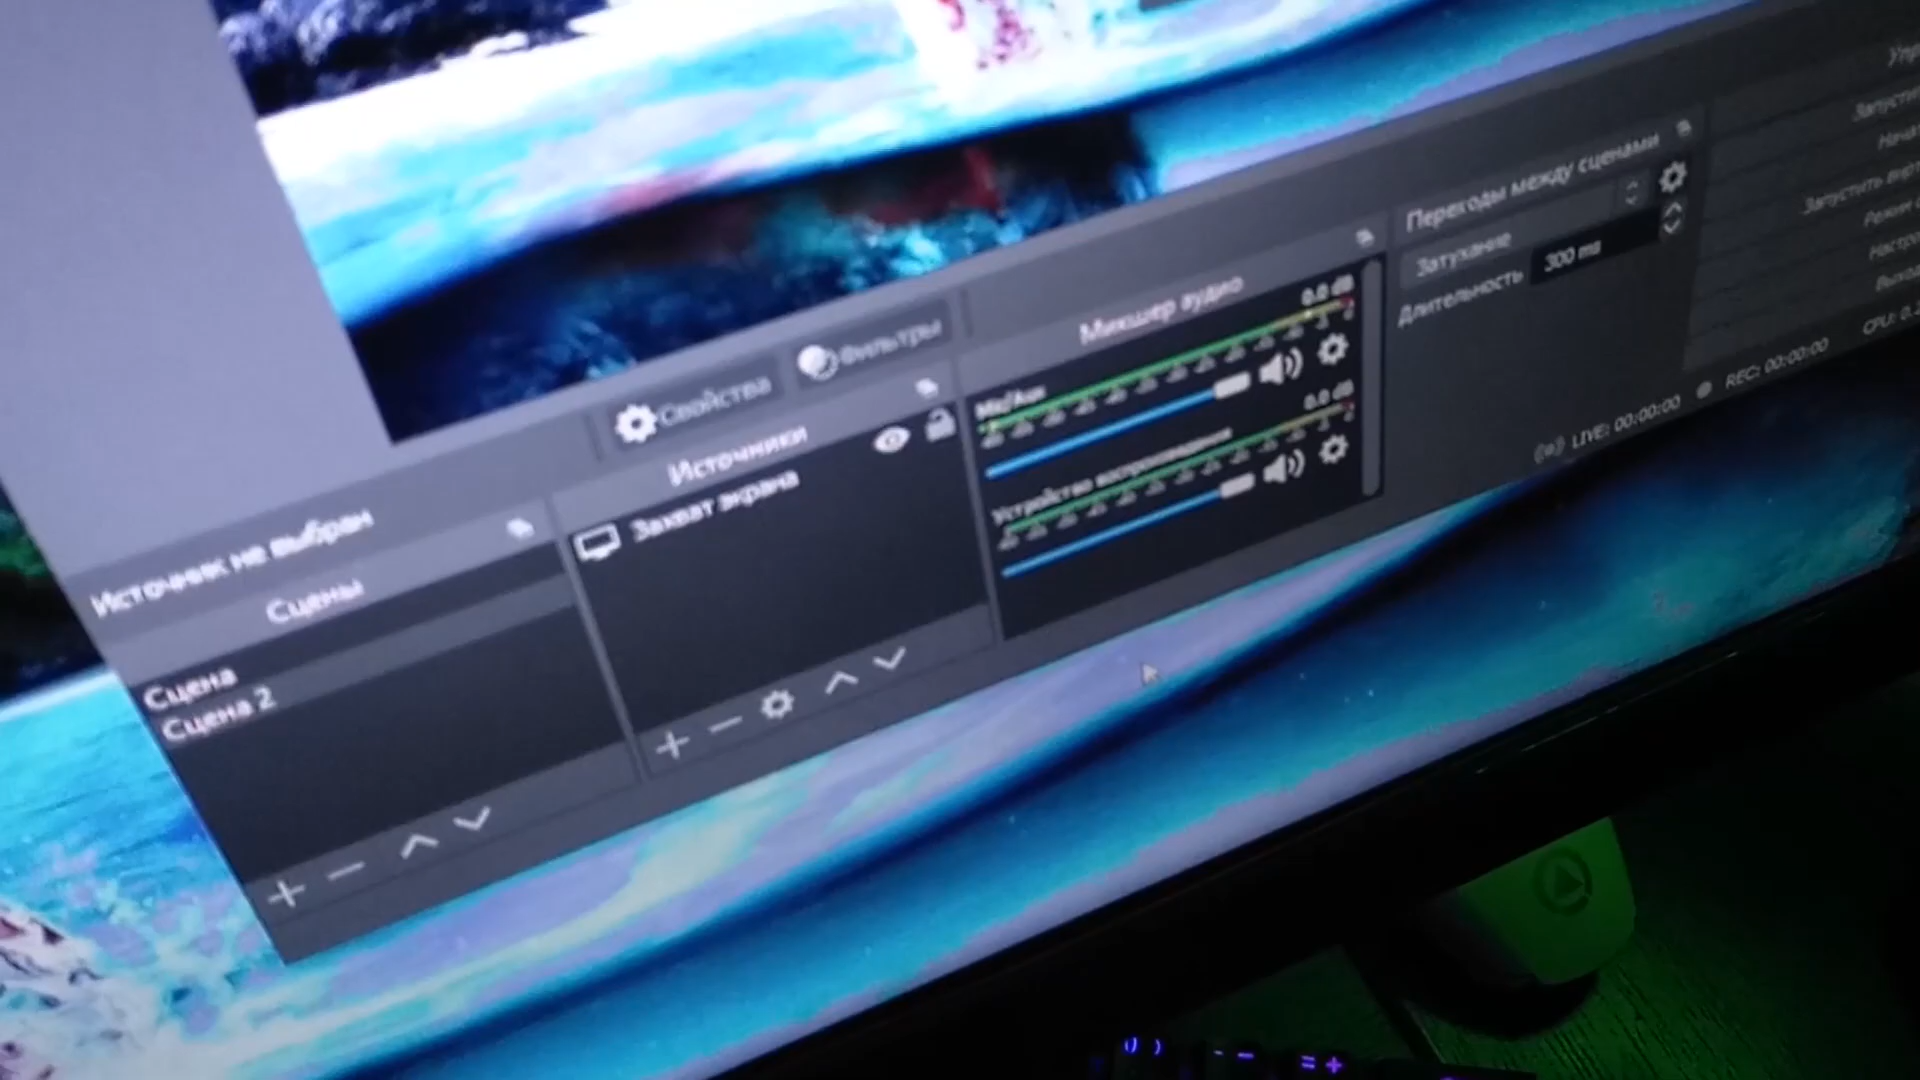 Свойства
Фильтры
Источник не выбран
Сцены
Сцена
Сцена 2
Источники
Захват экрана
Микшер аудио
Mic/Aux
0.0 dB
Устройство воспроизведения
0.0 dB
Переходы между сценами
Затухание
Длительность
300 ms
LIVE: 00:00:00
REC: 00:00:00
CPU: 0.